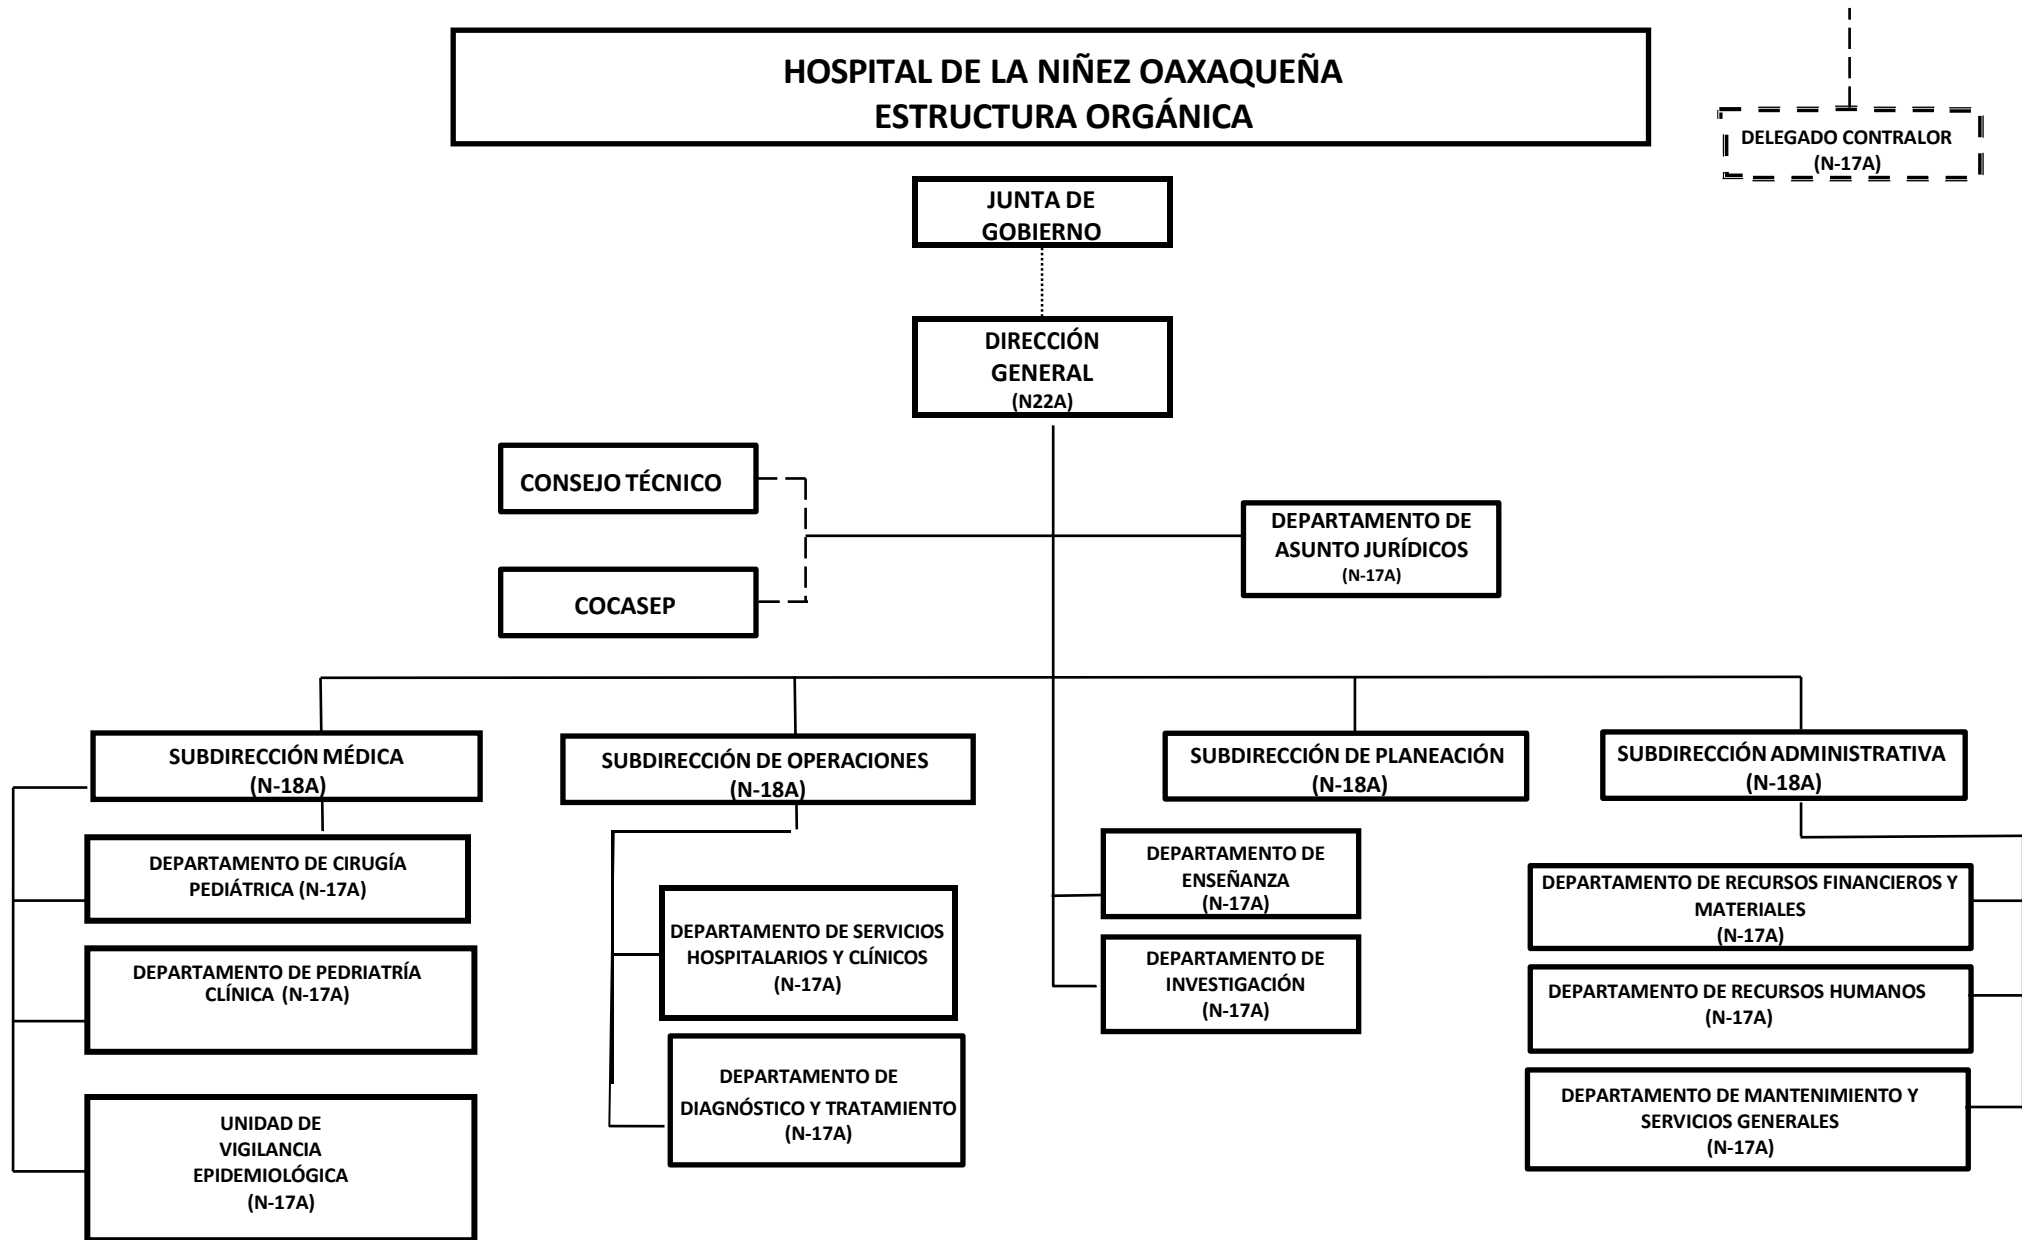 HOSPITAL DE LA NIÑEZ OAXAQUEÑA
ESTRUCTURA ORGÁNICA
DELEGADO CONTRALOR
(N-17A)
JUNTA DE
GOBIERNO
DIRECCIÓN
GENERAL
(N22A)
CONSEJO TÉCNICO
COCASEP
DEPARTAMENTO DE
ASUNTO JURÍDICOS
(N-17A)
SUBDIRECCIÓN MÉDICA
(N-18A)
DEPARTAMENTO DE CIRUGÍA
PEDIÁTRICA (N-17A)
DEPARTAMENTO DE PEDRIATRÍA
CLÍNICA (N-17A)
UNIDAD DE
VIGILANCIA
EPIDEMIOLÓGICA
(N-17A)
SUBDIRECCIÓN DE OPERACIONES
(N-18A)
DEPARTAMENTO DE SERVICIOS
HOSPITALARIOS Y CLÍNICOS
(N-17A)
DEPARTAMENTO DE
DIAGNÓSTICO Y TRATAMIENTO
(N-17A)
SUBDIRECCIÓN DE PLANEACIÓN
(N-18A)
DEPARTAMENTO DE
ENSEÑANZA
(N-17A)
DEPARTAMENTO DE
INVESTIGACIÓN
(N-17A)
SUBDIRECCIÓN ADMINISTRATIVA
(N-18A)
DEPARTAMENTO DE RECURSOS FINANCIEROS Y
MATERIALES
(N-17A)
DEPARTAMENTO DE RECURSOS HUMANOS
(N-17A)
DEPARTAMENTO DE MANTENIMIENTO Y
SERVICIOS GENERALES
(N-17A)